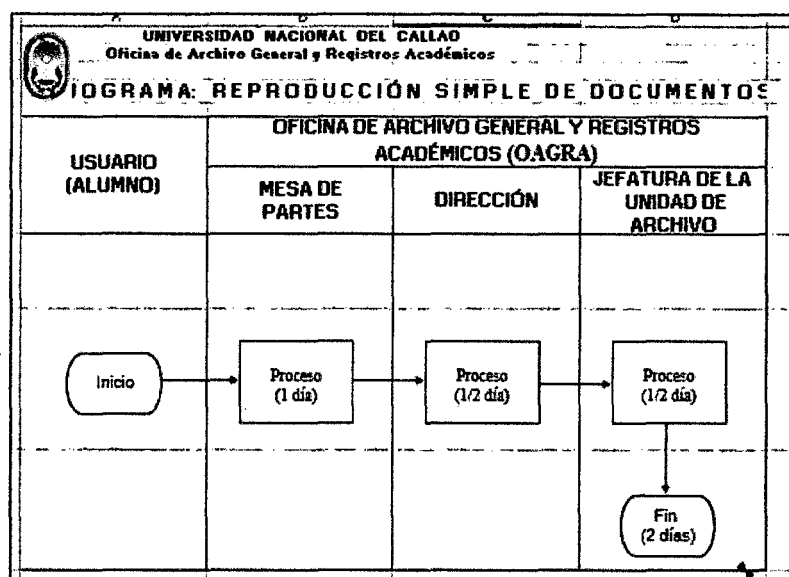 A B C D
UNIVERSIDAD NACIONAL DEL CALLAO
Oficina de Archivo General y Registros Académicos
IOGRAMA: REPRODUCCIÓN SIMPLE DE DOCUMENTOS
USUARIO
(ALUMNO)
OFICINA DE ARCHIVO GENERAL Y REGISTROS
ACADÉMICOS (OAGRA)
MESA DE
PARTES
DIRECCIÓN
JEFATURA DE LA
UNIDAD DE
ARCHIVO
Inicio
Proceso
(1 día)
Proceso
(1/2 día)
Proceso
(1/2 día)
Fin
(2 días)